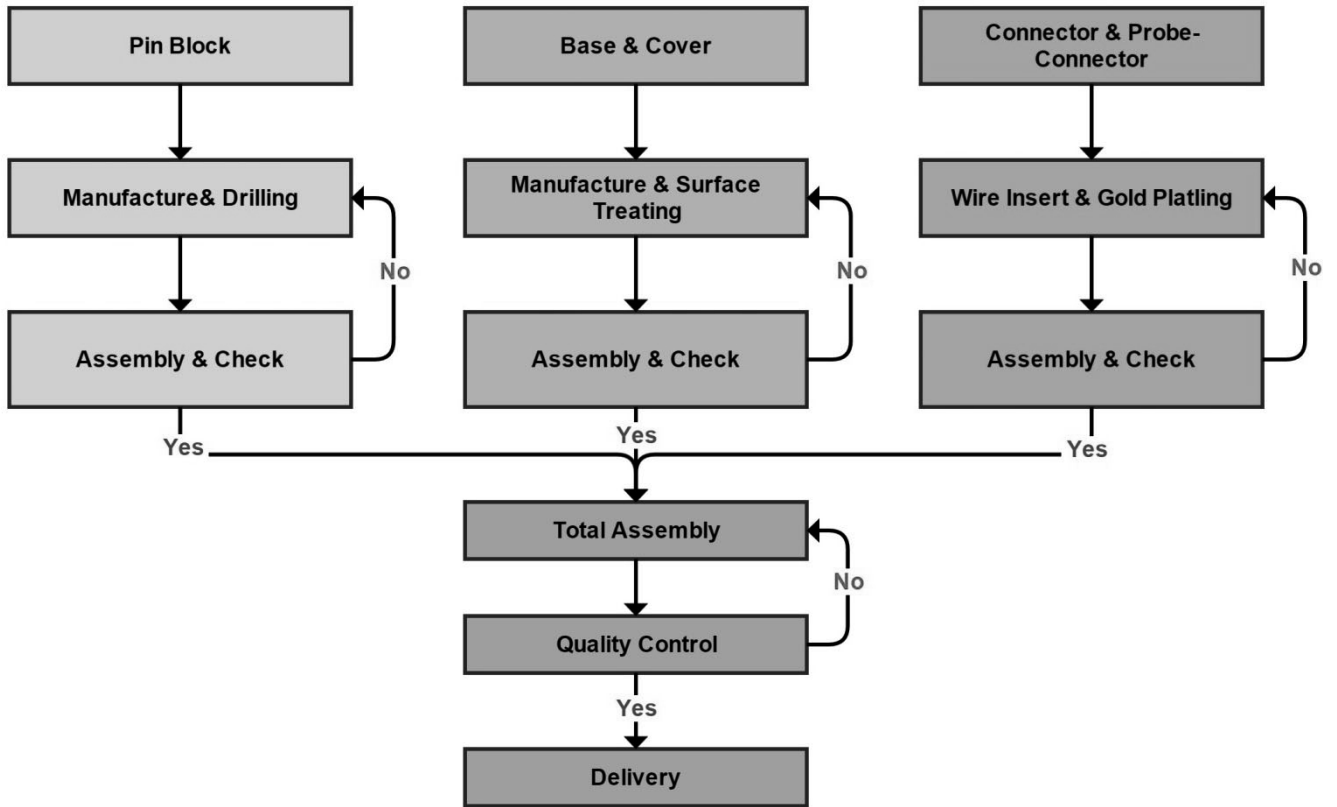 Pin Block
Base & Cover
Connector & Probe-
Connector
Manufacture& Drilling
Manufacture & Surface
Treating
Wire Insert & Gold Platling
No
No
No
Assembly & Check
Assembly & Check
Assembly & Check
Yes
Yes
Yes
Total Assembly
No
Quality Control
Yes
Delivery